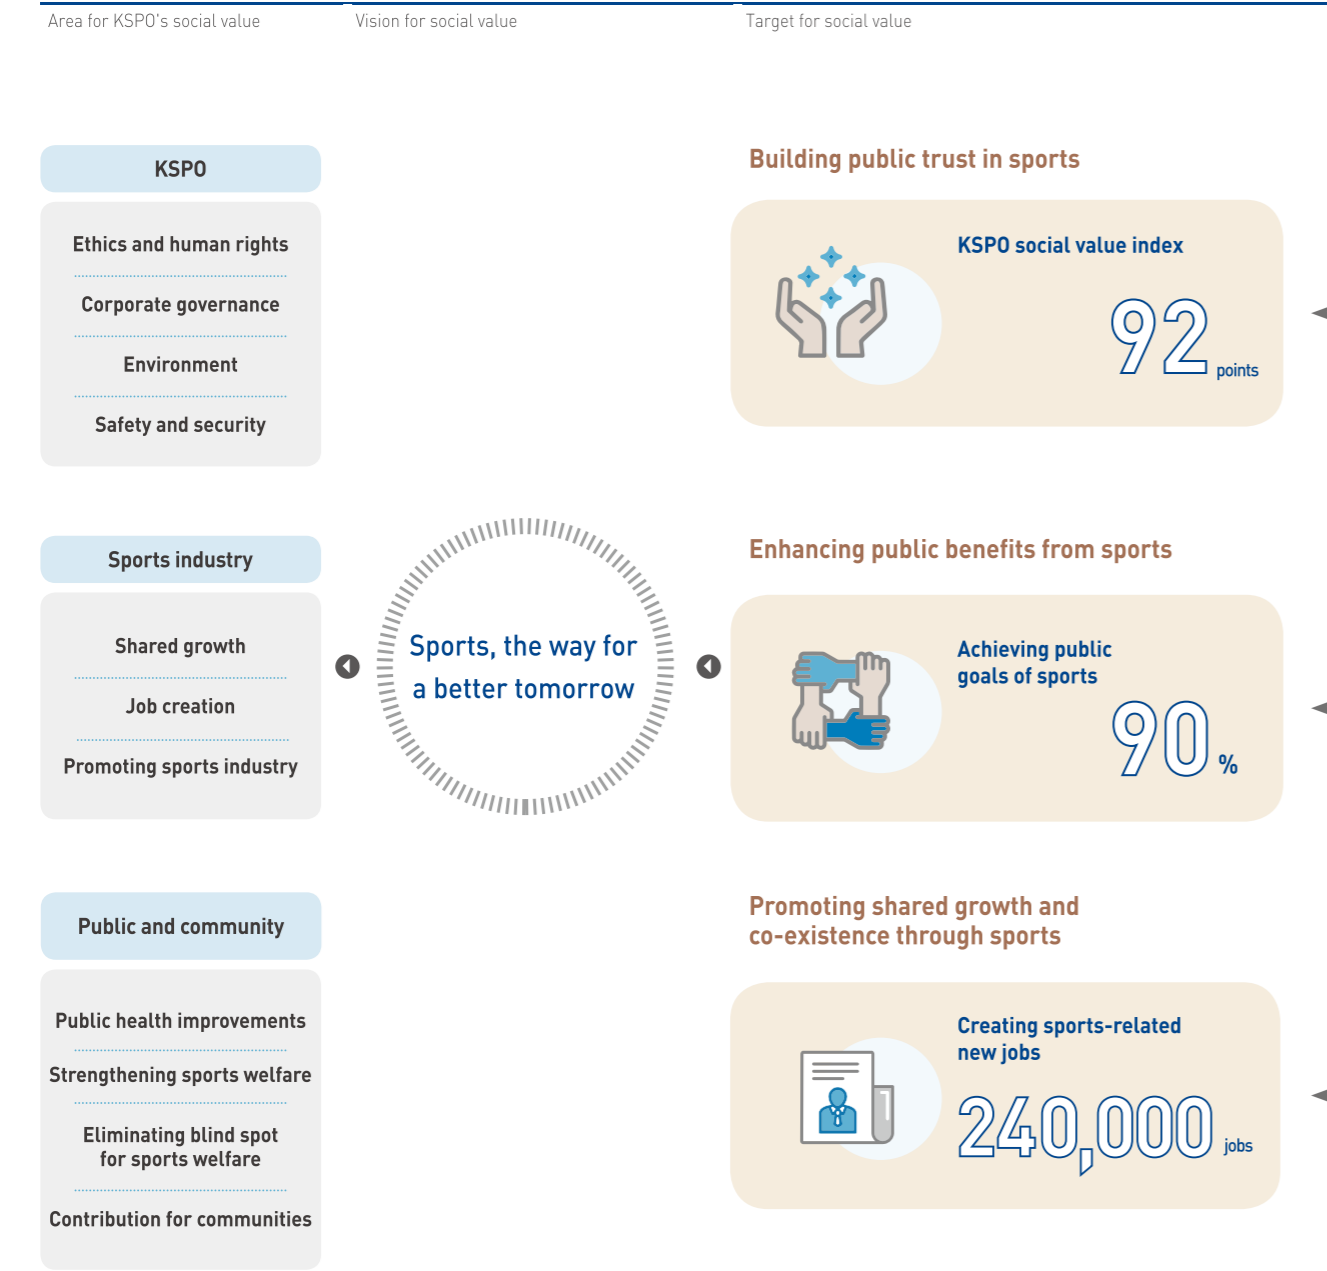 Area for KSPO's social value
Vision for social value
Target for social value
KSPO
Ethics and human rights
Corporate governance
Environment
Safety and security
Sports industry
Shared growth
Job creation
Promoting sports industry
Public and community
Public health improvements
Strengthening sports welfare
Eliminating blind spot
for sports welfare
Contribution for communities
Sports, the way for
a better tomorrow
Building public trust in sports
KSPO social value index
92 points
Enhancing public benefits from sports
Achieving public
goals of sports
90 %
Promoting shared growth and
co-existence through sports
Creating sports-related
new jobs
240,000 jobs